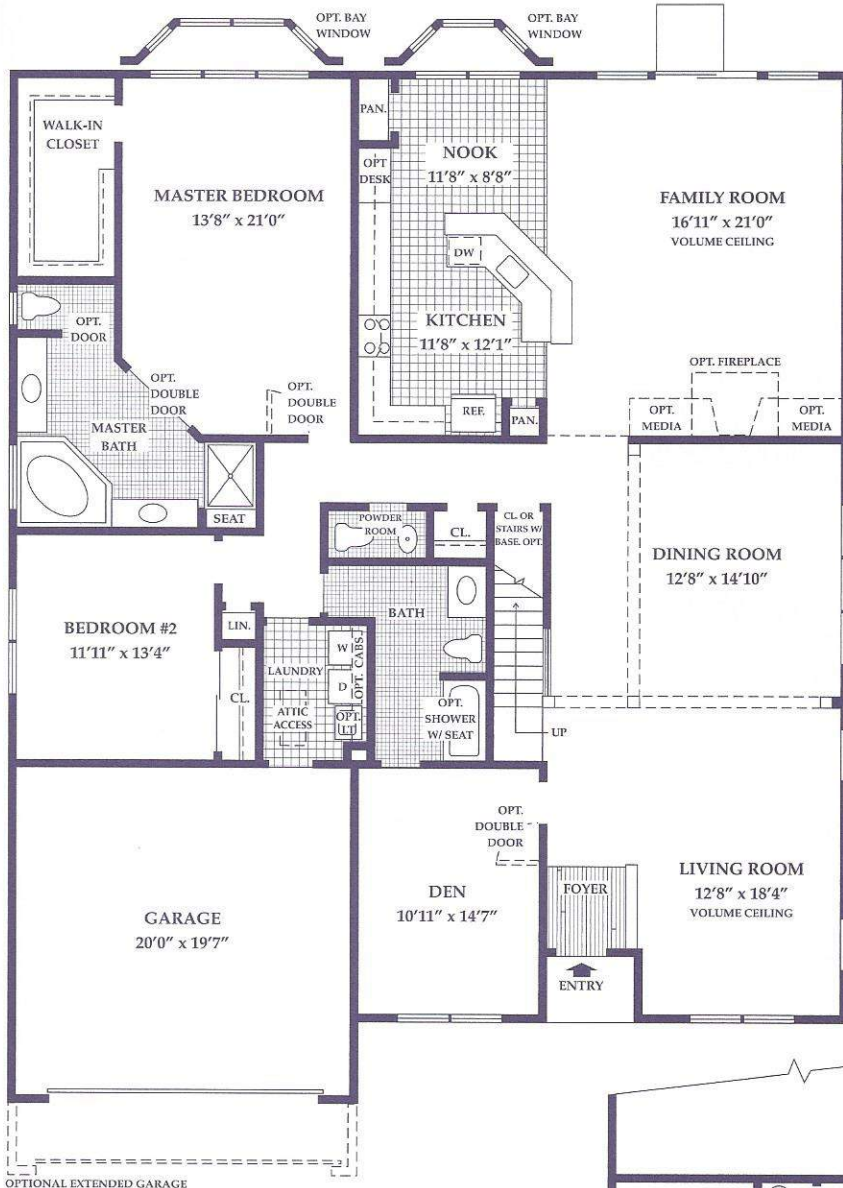 OPT. BAY
WINDOW
OPT. BAY
WINDOW
WALK-IN
CLOSET
MASTER BEDROOM
13'8" x 21'0"
PAN.
OPT
DESK
NOOK
11'8" x 8'8"
DW
KITCHEN
11'8" x 12'1"
REF.
PAN.
FAMILY ROOM
16'11" x 21'0"
VOLUME CEILING
OPT. FIREPLACE
OPT.
MEDIA
OPT.
MEDIA
OPT.
DOOR
OPT.
DOUBLE
DOOR
OPT.
DOUBLE
DOOR
MASTER
BATH
SEAT
POWDER
ROOM
CL.
CL. OR
STAIRS W/
BASE. OPT.
DINING ROOM
12'8" x 14'10"
BEDROOM #2
11'11" x 13'4"
LIN.
CL.
LAUNDRY
ATTIC
ACCESS
W
D
OPT.
LT
OPT. CABS.
BATH
OPT.
SHOWER
W/ SEAT
UP
OPT.
DOUBLE
DOOR
DEN
10'11" x 14'7"
FOYER
ENTRY
LIVING ROOM
12'8" x 18'4"
VOLUME CEILING
GARAGE
20'0" x 19'7"
OPTIONAL EXTENDED GARAGE